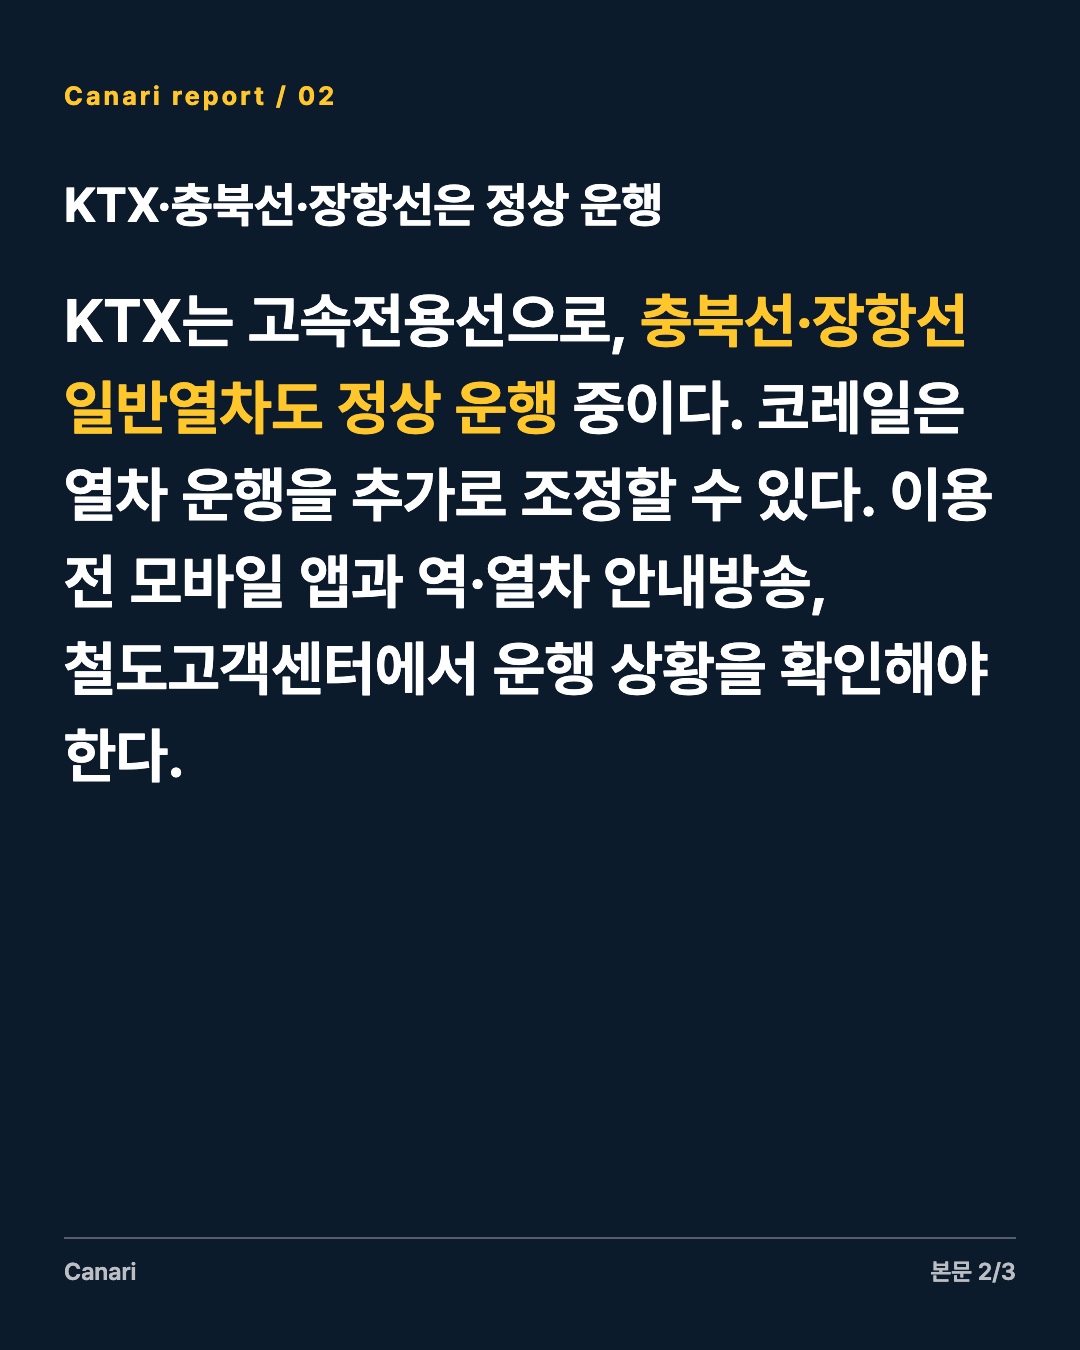 Canari report / 02
KTX·충북선·장항선은 정상 운행
KTX는 고속전용선으로, 충북선·장항선
일반열차도 정상 운행 중이다. 코레일은
열차 운행을 추가로 조정할 수 있다. 이용
전 모바일 앱과 역·열차 안내방송,
철도고객센터에서 운행 상황을 확인해야
한다.
Canari
본문 2/3